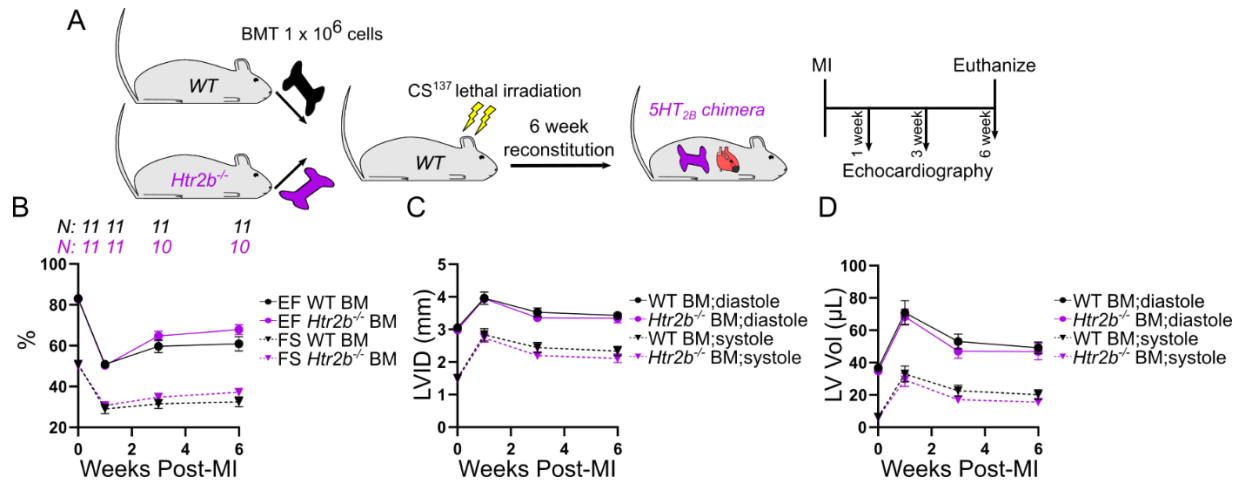 A
BMT 1 x 10⁶ cells
WT
Htr2b⁻/⁻
CS¹³⁷ lethal irradiation
WT
6 week
reconstitution
5HT₂B chimera
MI
Euthanize
1 week
3 week
6 week
Echocardiography
B
N: 11 11 11 11
N: 11 11 10 10
100
80
60
40
20
%
0 2 4 6
Weeks Post-MI
EF WT BM
EF Htr2b⁻/⁻ BM
FS WT BM
FS Htr2b⁻/⁻ BM
C
5
4
3
2
1
0
LVID (mm)
0 2 4 6
Weeks Post-MI
WT BM;diastole
Htr2b⁻/⁻ BM;diastole
WT BM;systole
Htr2b⁻/⁻ BM;systole
D
100
80
60
40
20
0
LV Vol (µL)
0 2 4 6
Weeks Post-MI
WT BM;diastole
Htr2b⁻/⁻ BM;diastole
WT BM;systole
Htr2b⁻/⁻ BM;systole